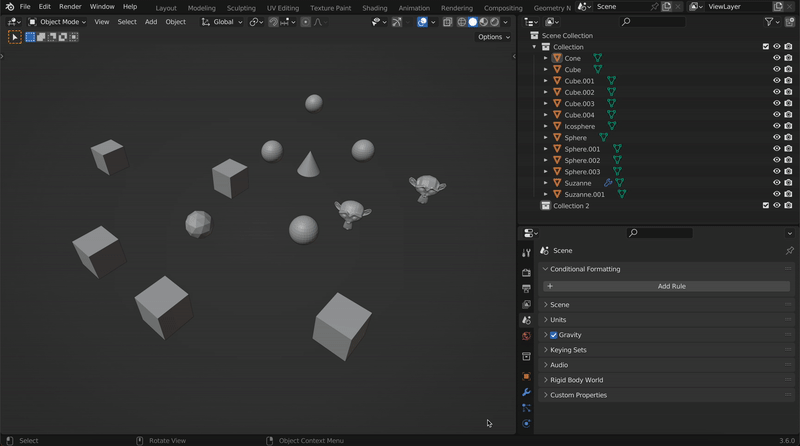 File Edit Render Window Help Layout Modeling Sculpting UV Editing Texture Paint Shading Animation Rendering Compositing Geometry N Scene ViewLayer
Object Mode View Select Add Object Global
Options
Scene Collection
Collection
Cone
Cube
Cube.001
Cube.002
Cube.003
Cube.004
Icosphere
Sphere
Sphere.001
Sphere.002
Sphere.003
Suzanne
Suzanne.001
Collection 2
Scene
Conditional Formatting
Add Rule
Scene
Units
Gravity
Keying Sets
Audio
Rigid Body World
Custom Properties
Select Rotate View Object Context Menu 3.6.0